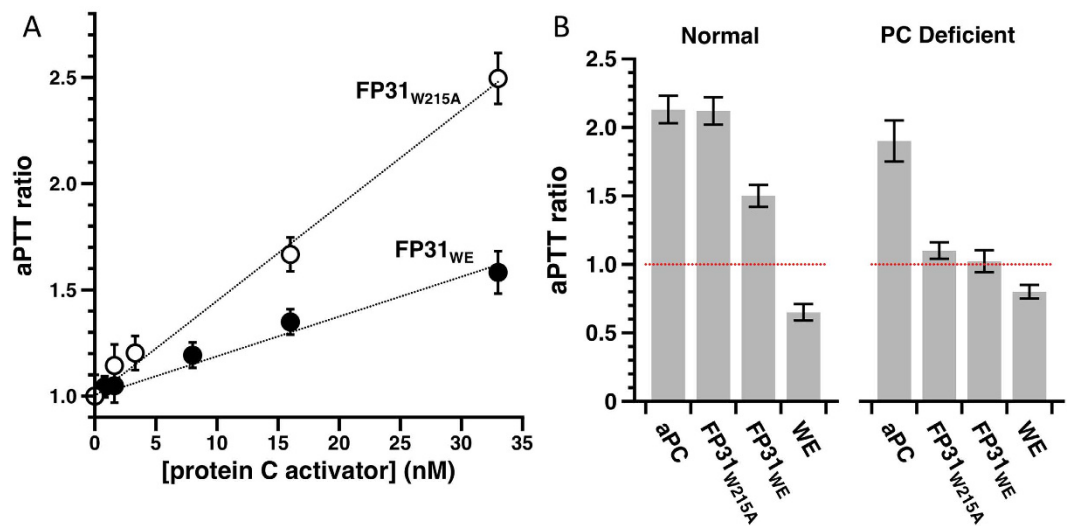 A
aPTT ratio
2.5
2.0
1.5
1.0
FP31W215A
FP31WE
0 5 10 15 20 25 30 35
[protein C activator] (nM)
B
Normal PC Deficient
aPTT ratio
2.5
2.0
1.5
1.0
0.5
0
aPC FP31W215A FP31WE WE aPC FP31W215A FP31WE WE